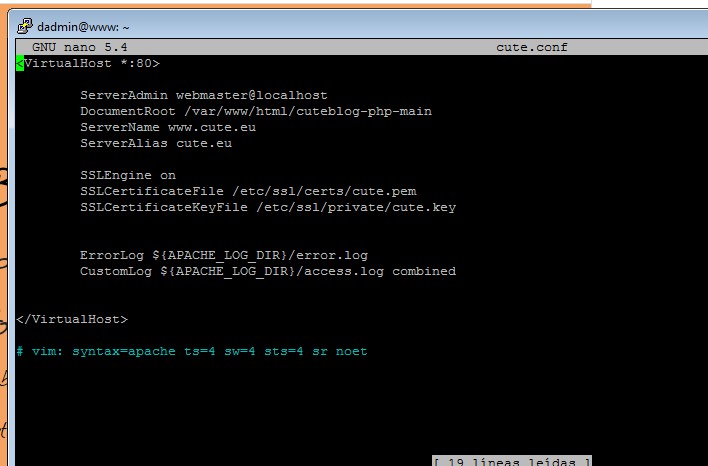 dadmin@www: ~
GNU nano 5.4 cute.conf
<VirtualHost *:80>
ServerAdmin webmaster@localhost
DocumentRoot /var/www/html/cuteblog-php-main
ServerName www.cute.eu
ServerAlias cute.eu
SSLEngine on
SSLCertificateFile /etc/ssl/certs/cute.pem
SSLCertificateKeyFile /etc/ssl/private/cute.key
ErrorLog ${APACHE_LOG_DIR}/error.log
CustomLog ${APACHE_LOG_DIR}/access.log combined
</VirtualHost>
# vim: syntax=apache ts=4 sw=4 sts=4 sr noet
[ 19 líneas leídas ]